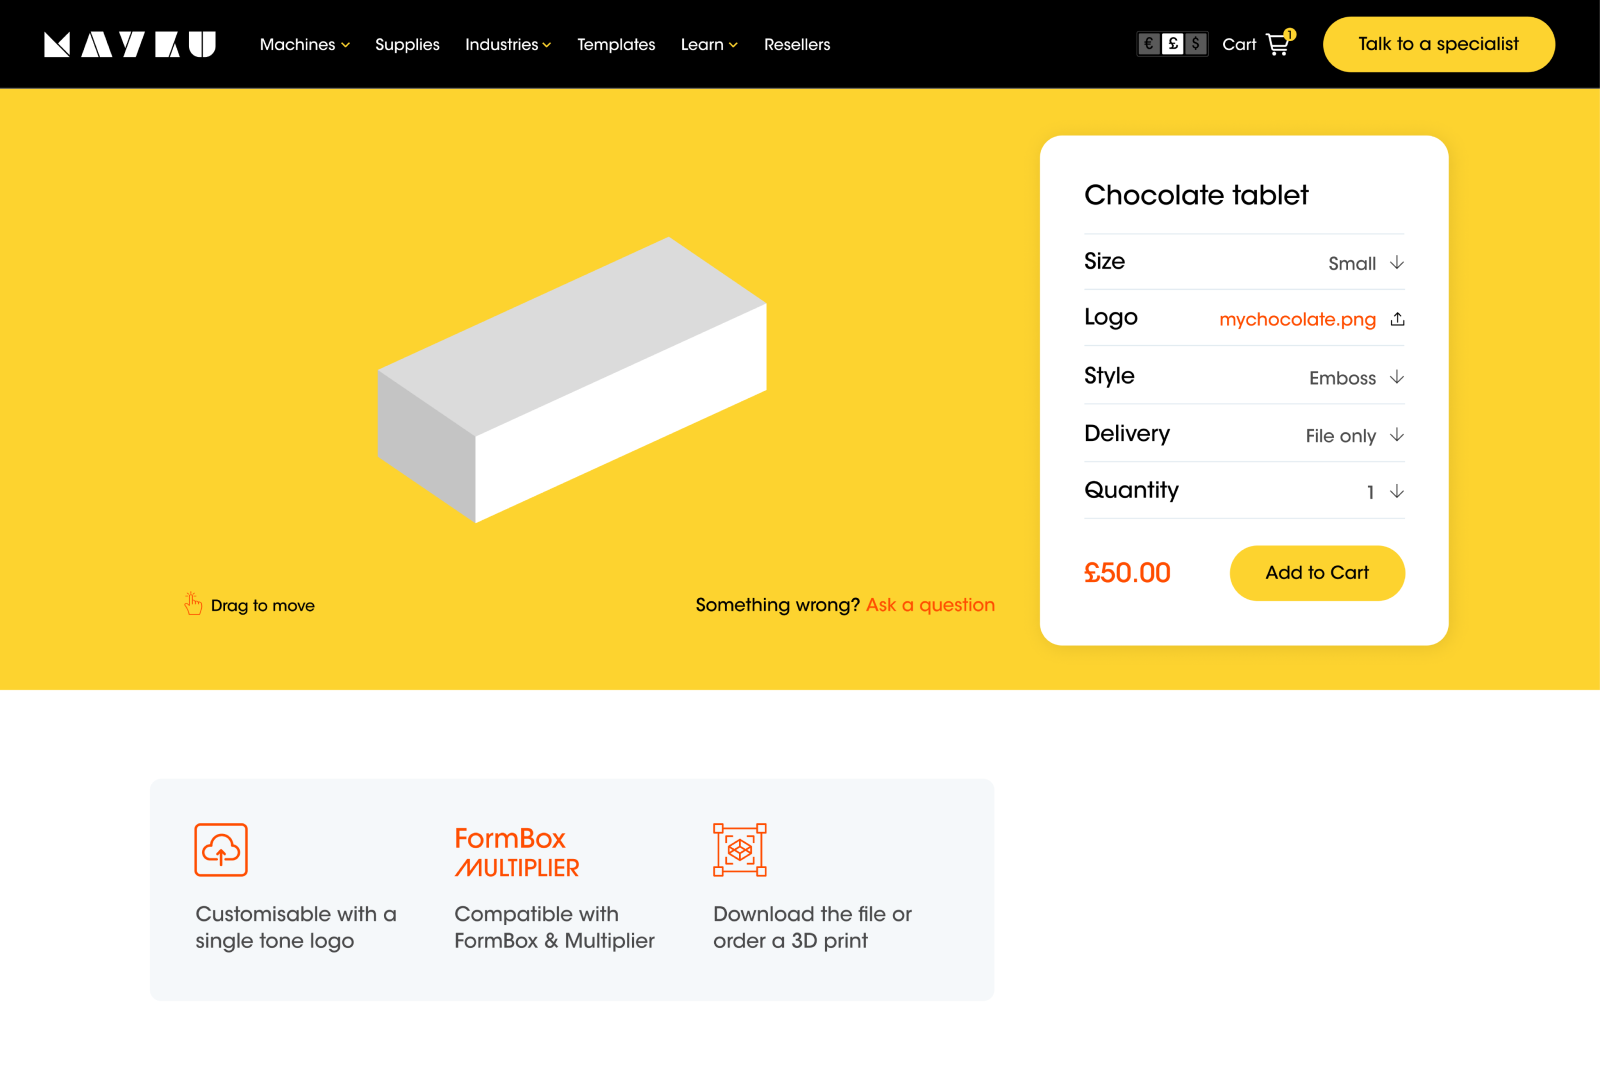 MAYKU
Machines Supplies Industries Templates Learn Resellers € £ $ Cart 1 Talk to a specialist
Chocolate tablet
Size Small
Logo mychocolate.png
Style Emboss
Delivery File only
Quantity 1
£50.00 Add to Cart
Drag to move
Something wrong? Ask a question
FormBox
MULTIPLIER
Customisable with a
single tone logo
Compatible with
FormBox & Multiplier
Download the file or
order a 3D print